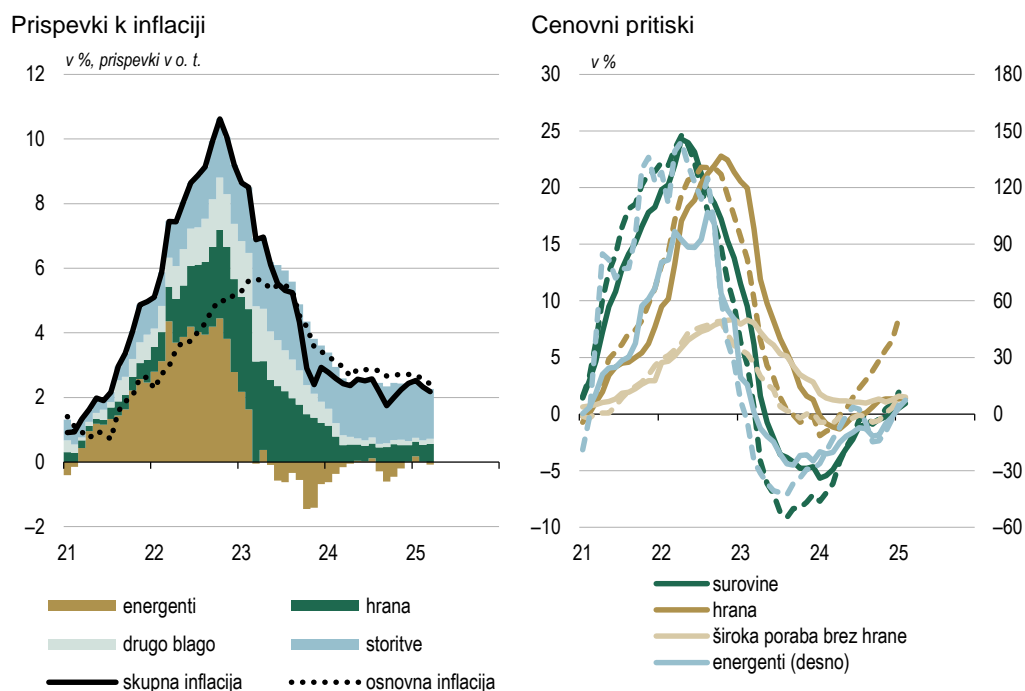 Prispevki k inflaciji
v %, prispevki v o. t.
12
10
8
6
4
2
0
–2
21 22 23 24 25
energenti hrana
drugo blago storitve
skupna inflacija osnovna inflacija
Cenovni pritiski
v %
30 180
25 150
20 120
15 90
10 60
5 30
0 0
–5 –30
–10 –60
21 22 23 24 25
surovine
hrana
široka poraba brez hrane
energenti (desno)